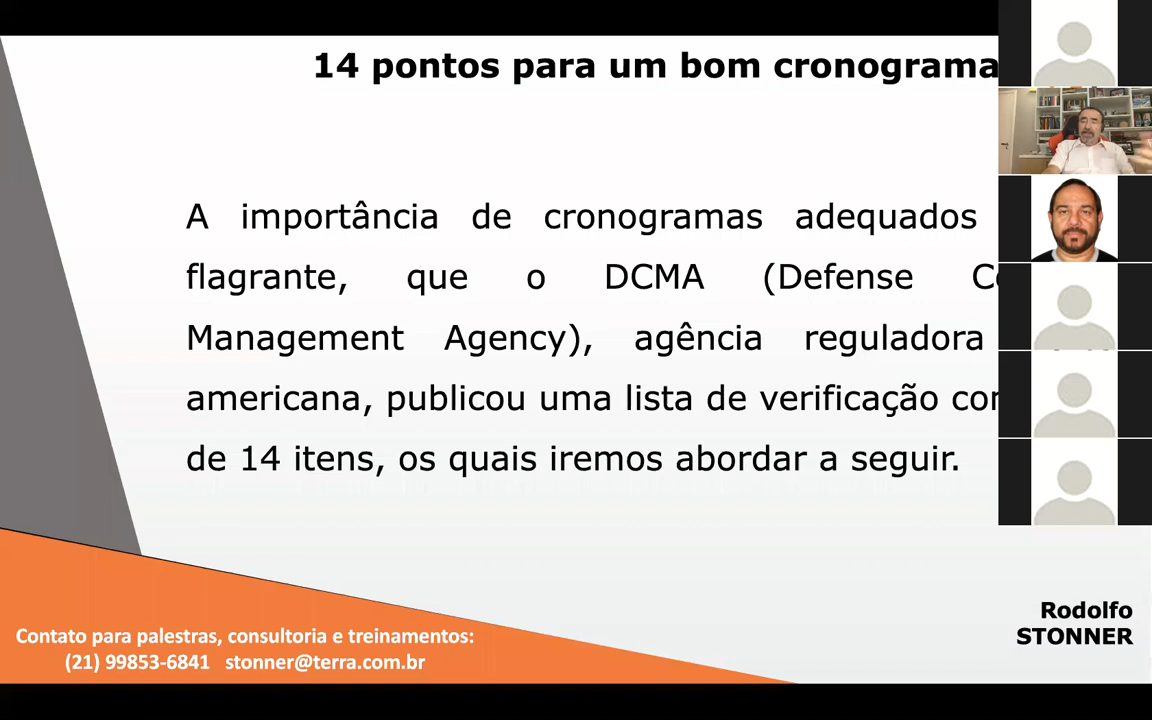 14 pontos para um bom cronograma
A importância de cronogramas adequados
flagrante, que o DCMA (Defense
Management Agency), agência reguladora
americana, publicou uma lista de verificação
de 14 itens, os quais iremos abordar a seguir.
Rodolfo
STONNER
Contato para palestras, consultoria e treinamentos:
(21) 99853-6841 stonner@terra.com.br